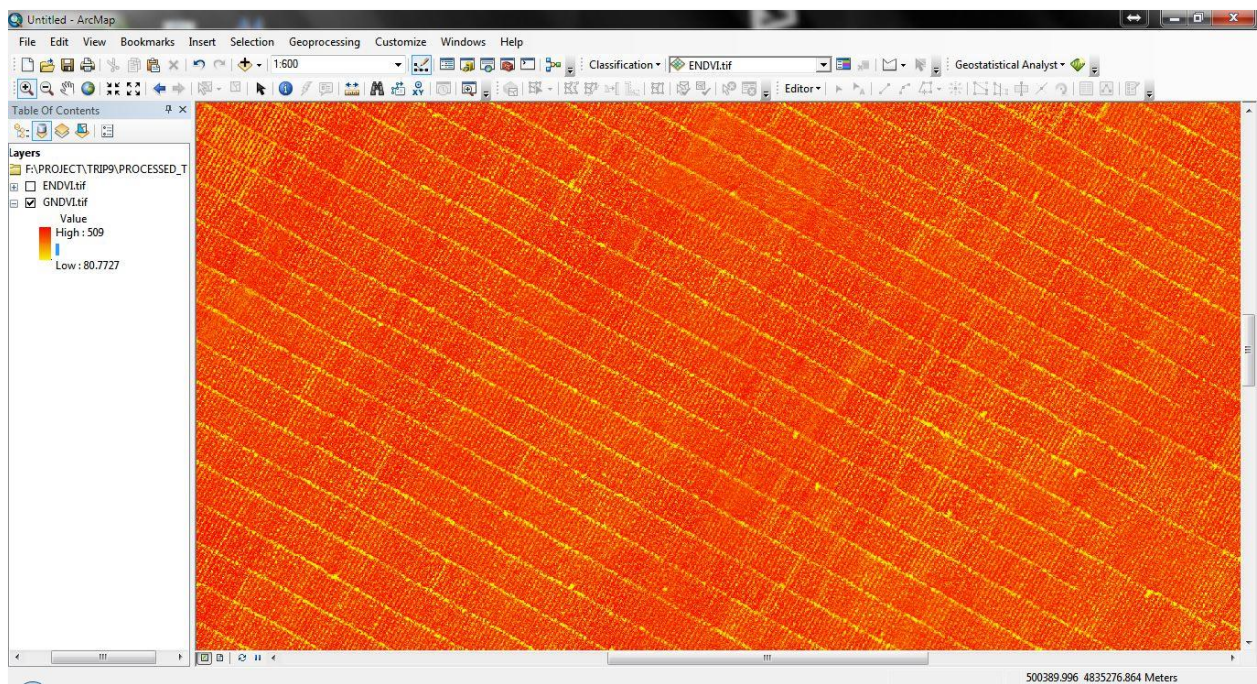 Untitled - ArcMap
File Edit View Bookmarks Insert Selection Geoprocessing Customize Windows Help
1:600 Classification ENDVI.tif Geostatistical Analyst
Editor
Table Of Contents
Layers
F:\PROJECT\TRIP9\PROCESSED_T
ENDVI.tif
GNDVI.tif
Value
High : 509
Low : 80.7727
500389.996 4835276.864 Meters